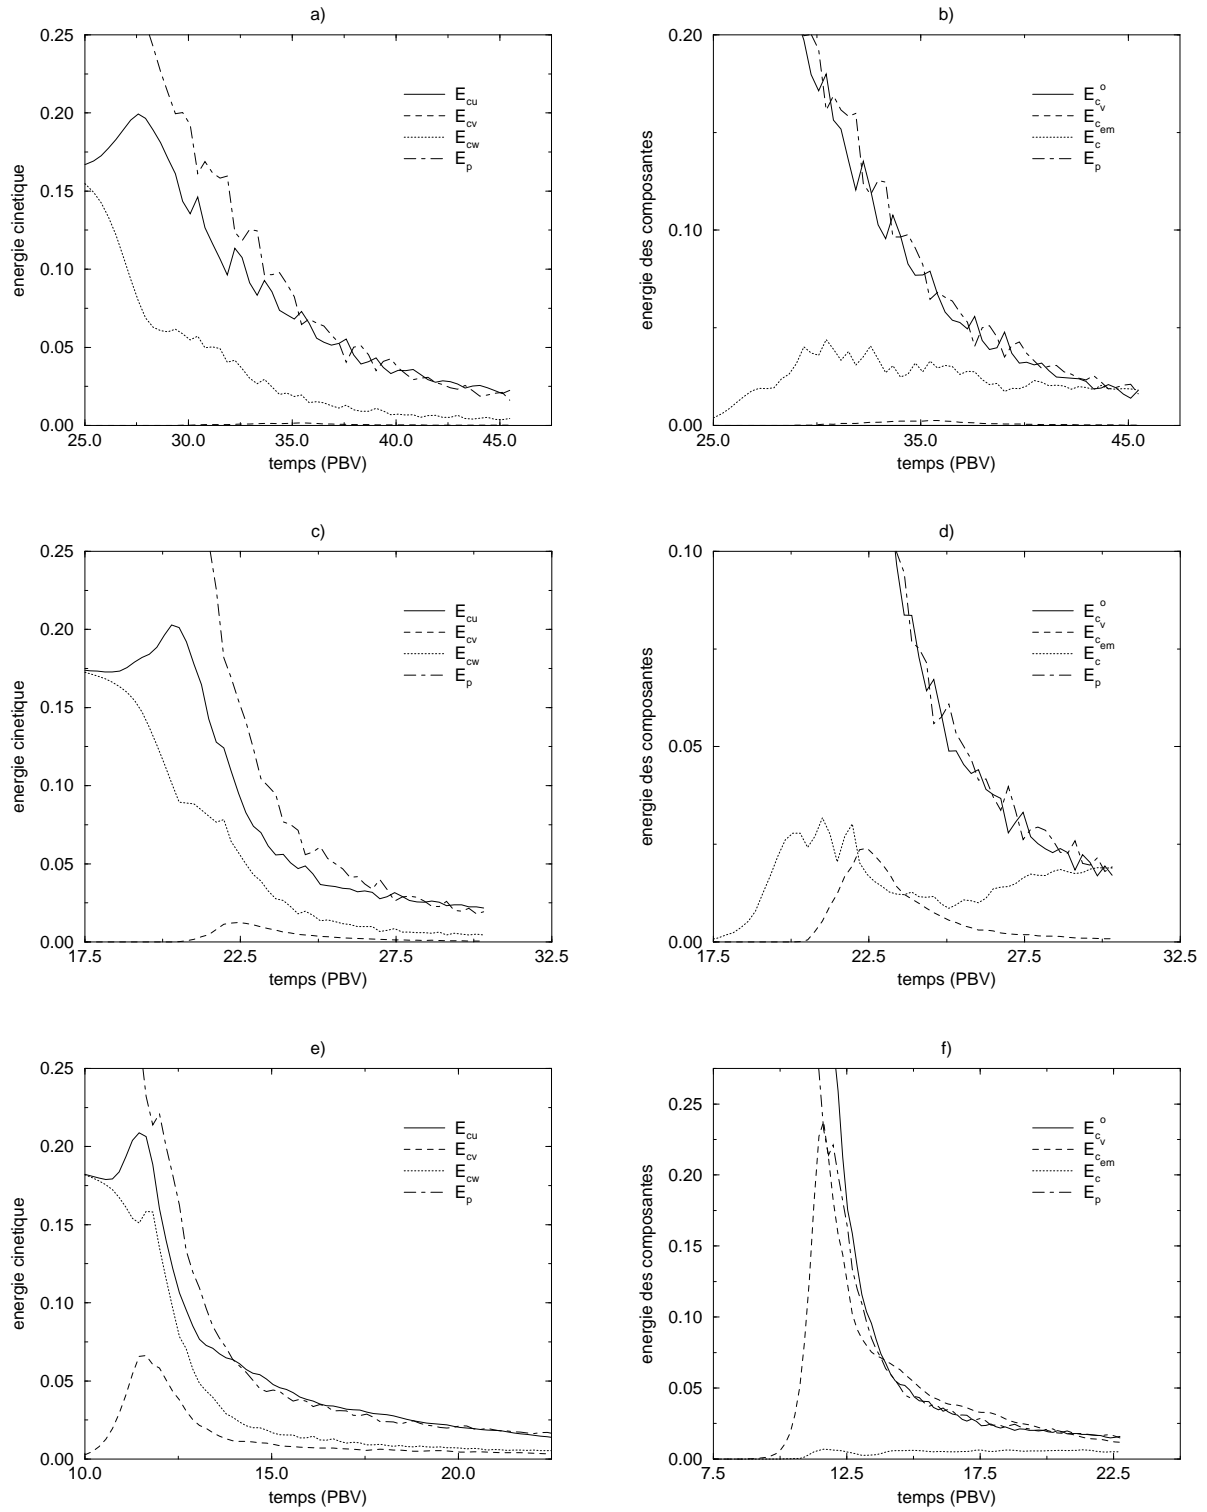 a)
energie cinetique
0.25
0.20
0.15
0.10
0.05
0.00
25.0 30.0 35.0 40.0 45.0
temps (PBV)
E_cu
E_cv
E_cw
E_p
b)
energie des composantes
0.20
0.10
0.00
25.0 35.0 45.0
temps (PBV)
E_c^o
E_c^v
E_c^em
E_p
c)
energie cinetique
0.25
0.20
0.15
0.10
0.05
0.00
17.5 22.5 27.5 32.5
temps (PBV)
E_cu
E_cv
E_cw
E_p
d)
energie des composantes
0.10
0.05
0.00
17.5 22.5 27.5 32.5
temps (PBV)
E_c^o
E_c^v
E_c^em
E_p
e)
energie cinetique
0.25
0.20
0.15
0.10
0.05
0.00
10.0 15.0 20.0
temps (PBV)
E_cu
E_cv
E_cw
E_p
f)
energie des composantes
0.25
0.20
0.15
0.10
0.05
0.00
7.5 12.5 17.5 22.5
temps (PBV)
E_c^o
E_c^v
E_c^em
E_p